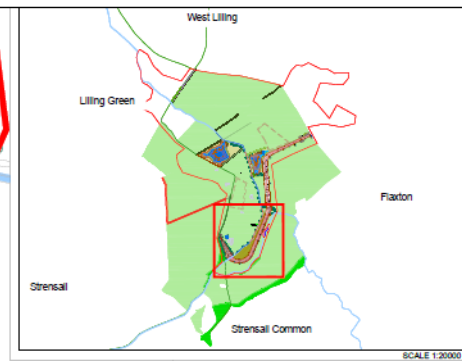 West Lilling
Lilling Green
Flaxton
Strensall
Strensall Common
SCALE 1:20000